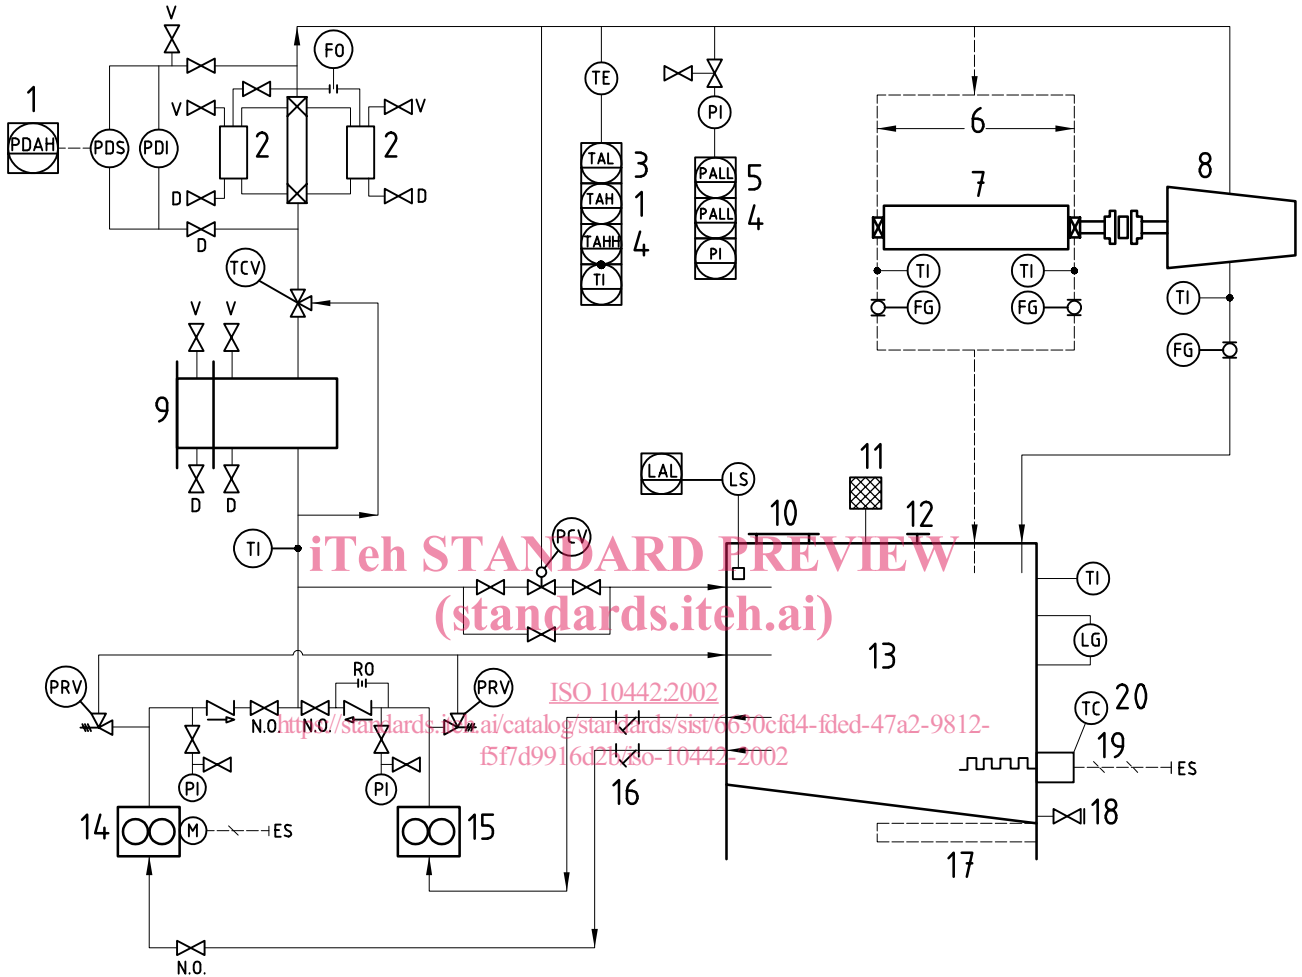 V
FO
1
V
V
TE
PI
6
PDAH
PDS
PDI
2
2
TAL
3
PALL
5
7
8
D
D
TAH
1
PALL
4
D
TAHH
4
PI
TCV
TI
TI
TI
TI
FG
FG
V
V
FG
9
D
D
LAL
LS
11
10
12
TI
PCV
iTeh STANDARD PREVIEW
(standards.iteh.ai)
TI
13
LG
PRV
RO
PRV
ISO 10442:2002
20
TC
N.O.
N.O.
https://standards.iteh.ai/catalog/standards/sist/6630cfd4-fded-47a2-9812-
f5f7d9916d2b/iso-10442-2002
19
ES
PI
PI
16
14
M
ES
15
18
17
N.O.